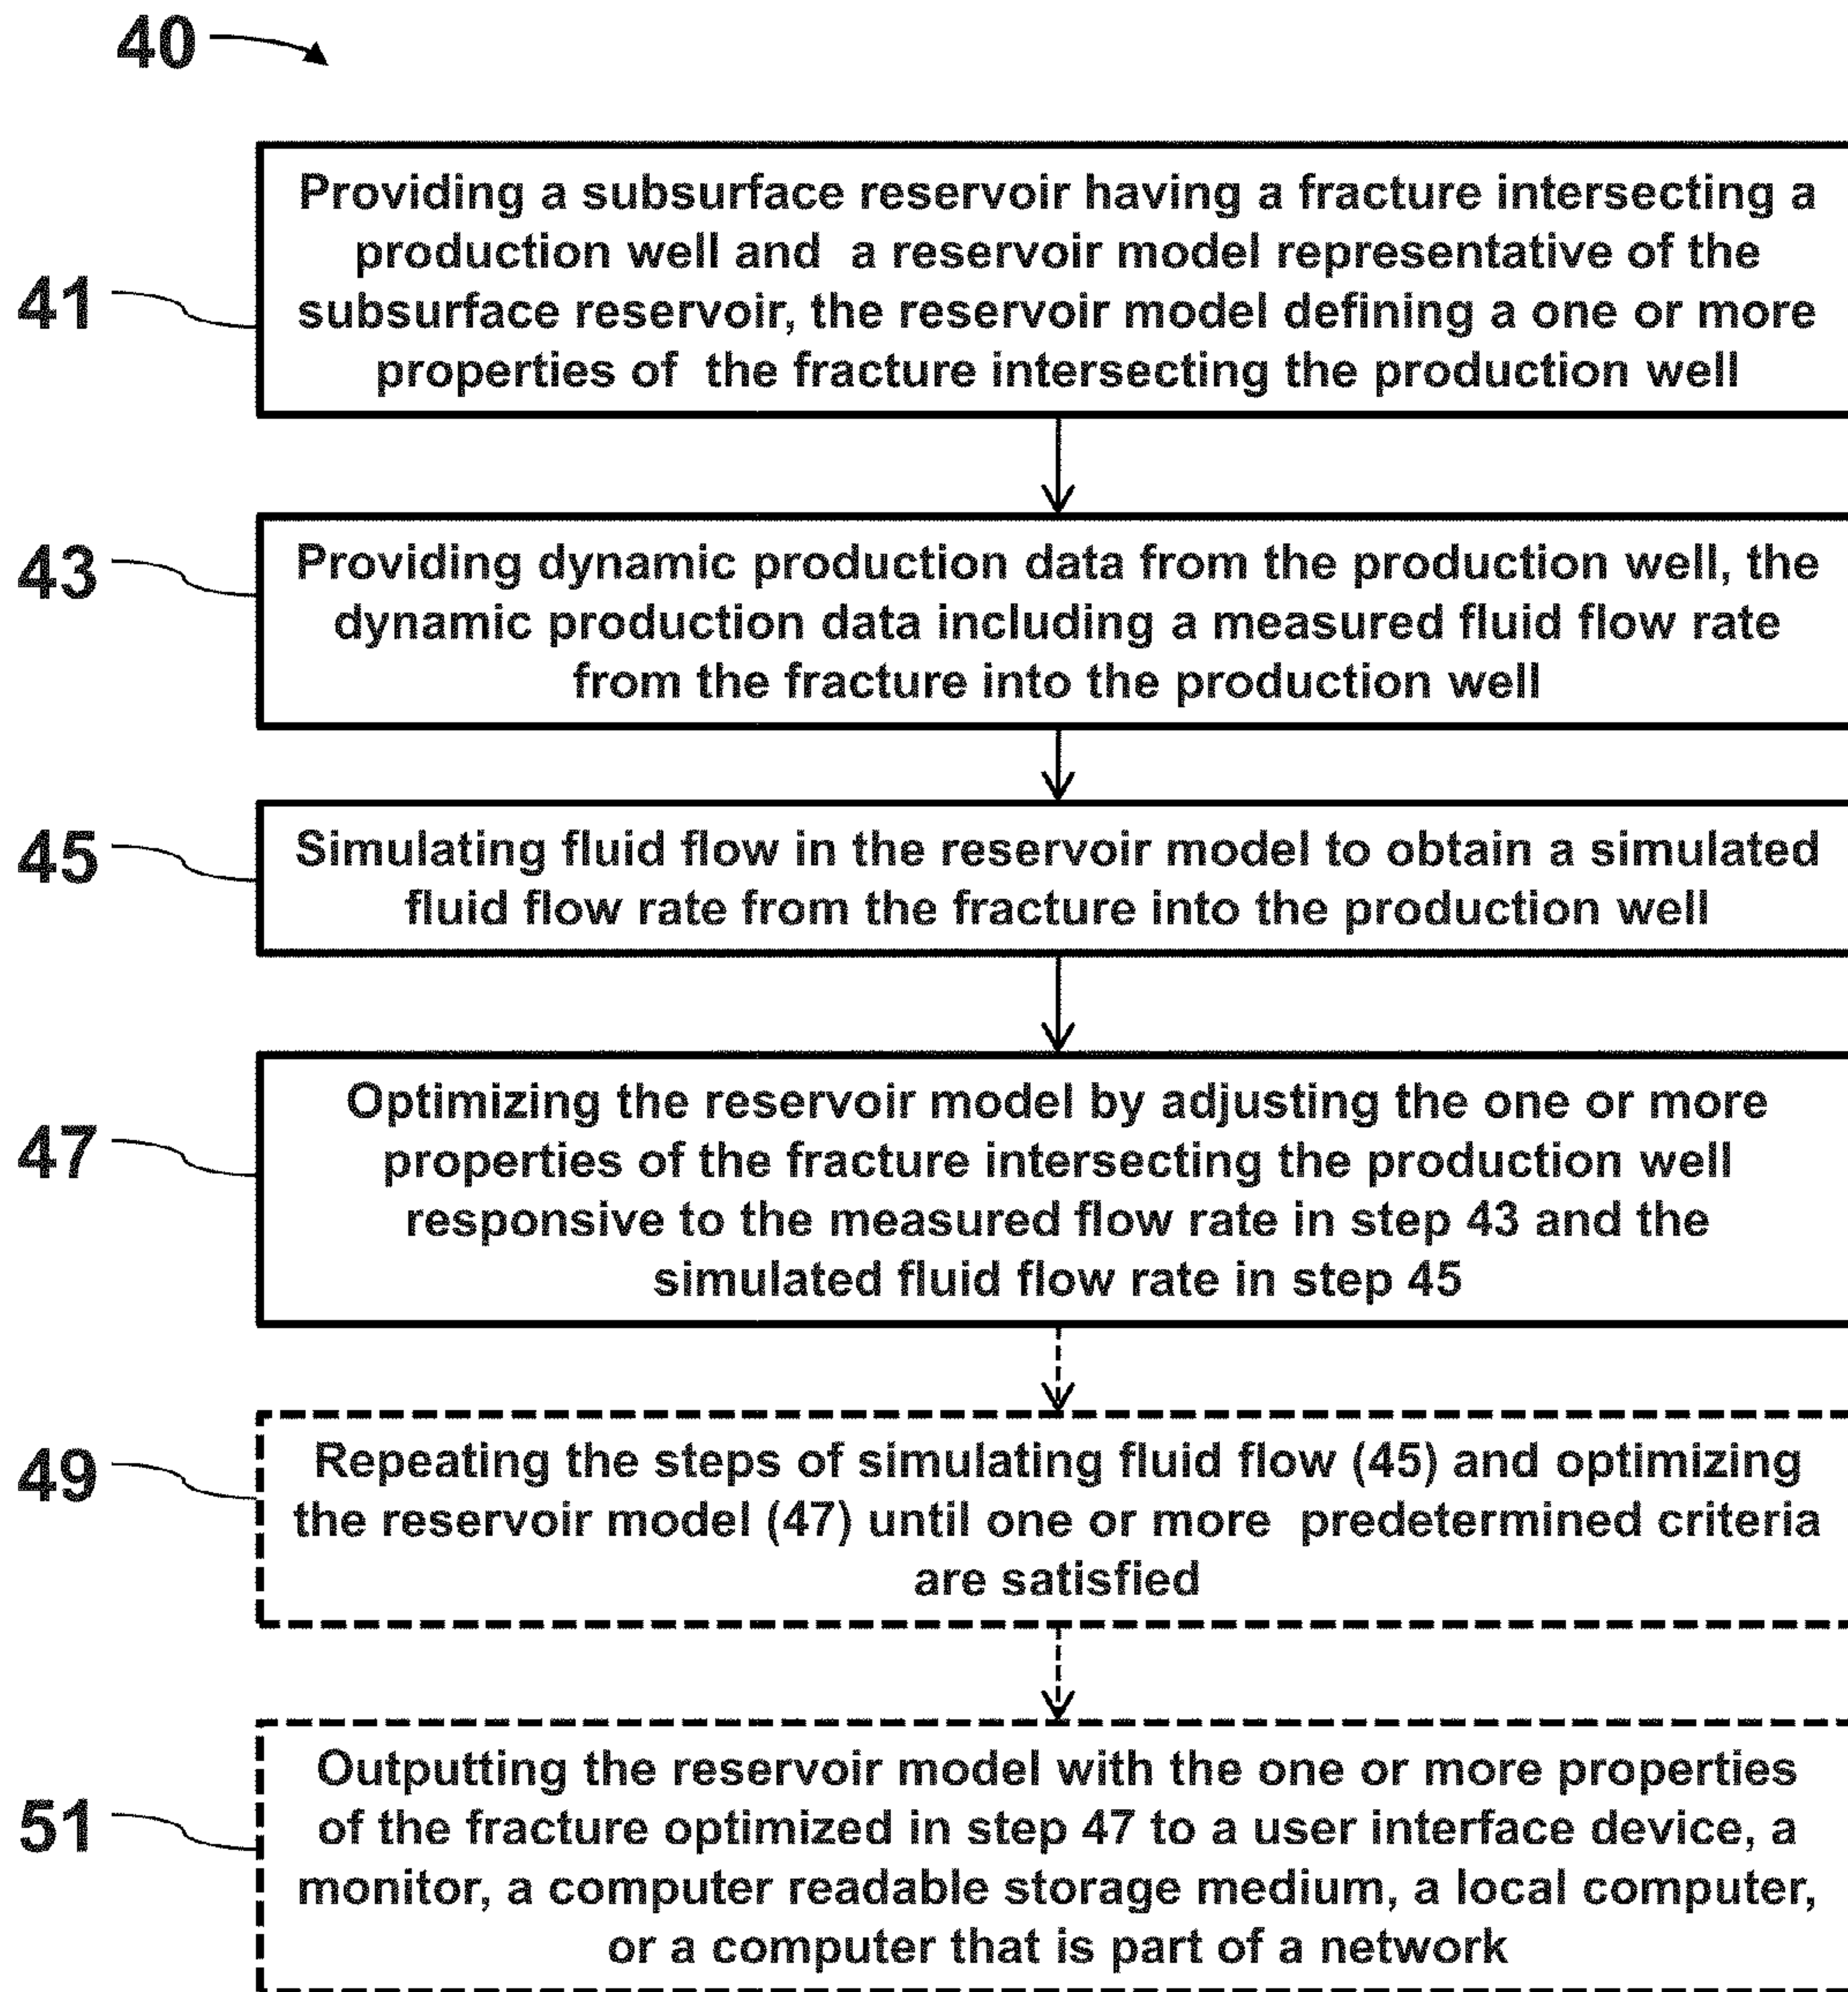 40
Providing a subsurface reservoir having a fracture intersecting a
production well and a reservoir model representative of the
41
subsurface reservoir, the reservoir model defining a one or more
properties of the fracture intersecting the production well
43
Providing dynamic production data from the production well, the
dynamic production data including a measured fluid flow rate
from the fracture into the production well
45
Simulating fluid flow in the reservoir model to obtain a simulated
fluid flow rate from the fracture into the production well
Optimizing the reservoir model by adjusting the one or more
47
properties of the fracture intersecting the production well
responsive to the measured flow rate in step 43 and the
simulated fluid flow rate in step 45
49
Repeating the steps of simulating fluid flow (45) and optimizing
the reservoir model (47) until one or more predetermined criteria
are satisfied
Outputting the reservoir model with the one or more properties
51
of the fracture optimized in step 47 to a user interface device, a
monitor, a computer readable storage medium, a local computer,
or a computer that is part of a network